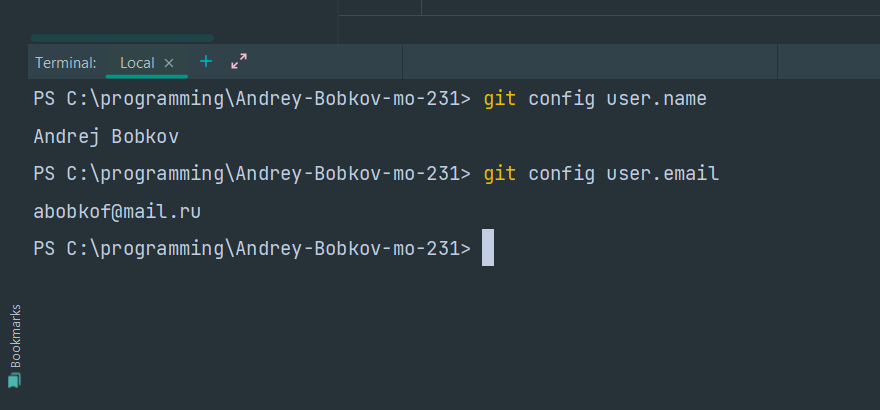 Terminal: Local
PS C:\programming\Andrey-Bobkov-mo-231> git config user.name
Andrej Bobkov
PS C:\programming\Andrey-Bobkov-mo-231> git config user.email
abobkof@mail.ru
PS C:\programming\Andrey-Bobkov-mo-231>
Bookmarks